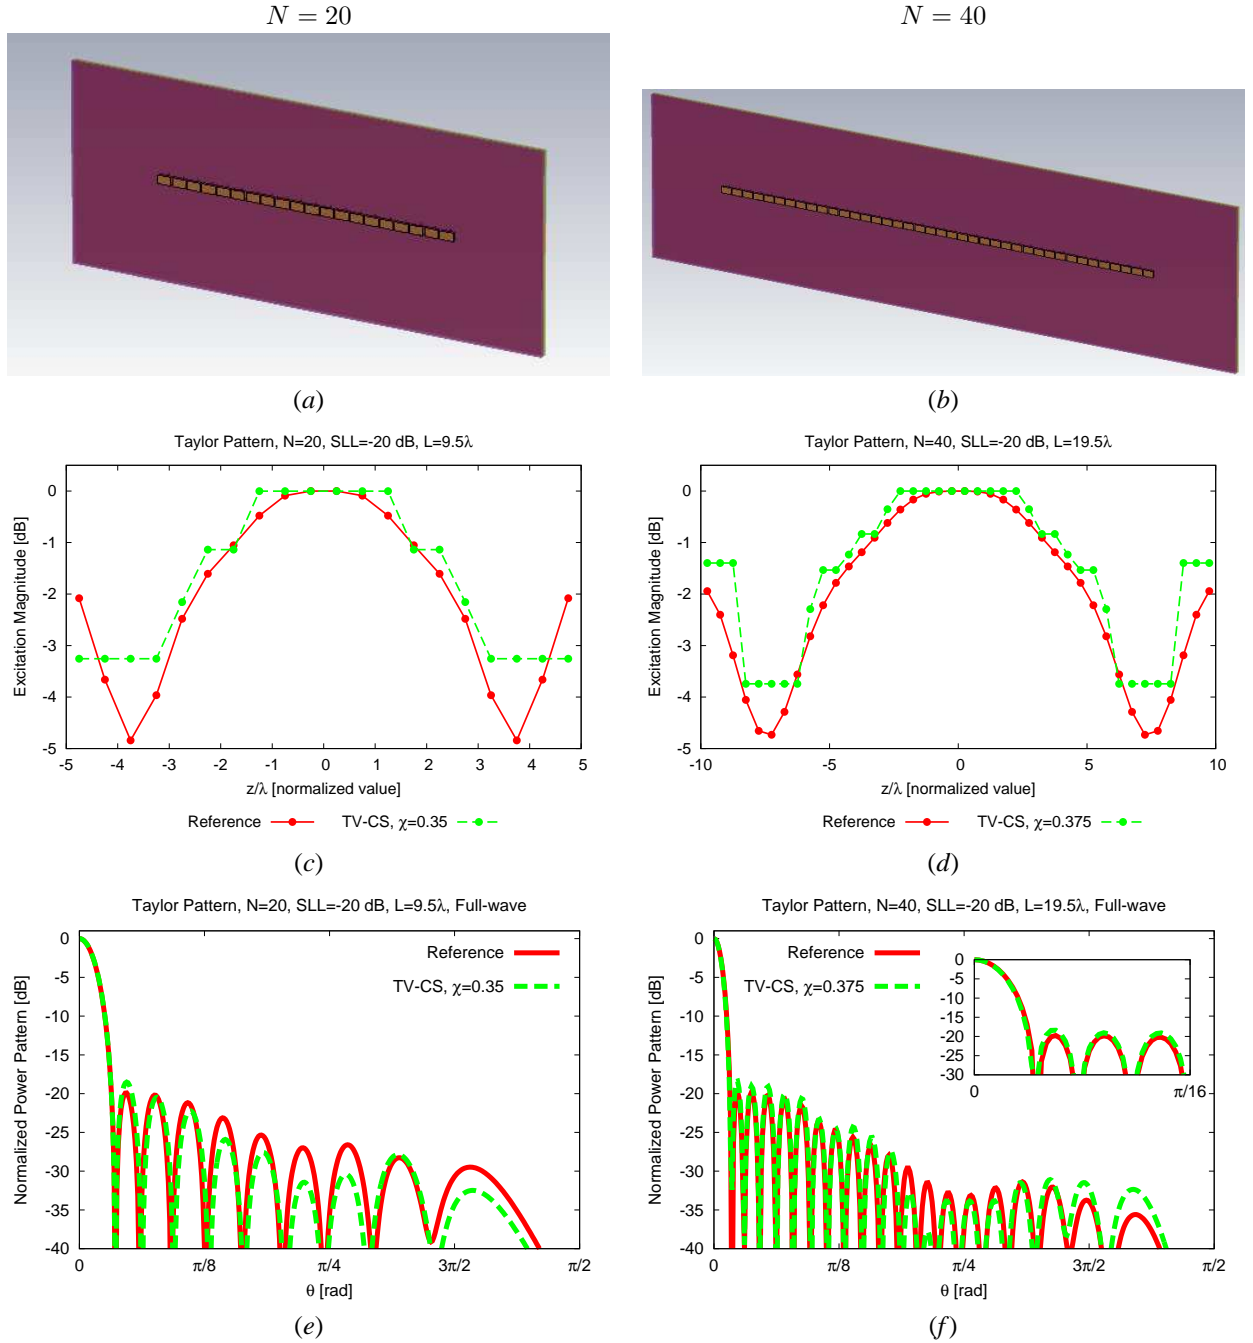 N = 20
N = 40
(a)
(b)
Taylor Pattern, N=20, SLL=-20 dB, L=9.5λ
Excitation Magnitude [dB]
0
-1
-2
-3
-4
-5
-5 -4 -3 -2 -1 0 1 2 3 4 5
z/λ [normalized value]
Reference TV-CS, χ=0.35
(c)
Taylor Pattern, N=40, SLL=-20 dB, L=19.5λ
Excitation Magnitude [dB]
0
-1
-2
-3
-4
-5
-10 -5 0 5 10
z/λ [normalized value]
Reference TV-CS, χ=0.375
(d)
Taylor Pattern, N=20, SLL=-20 dB, L=9.5λ, Full-wave
Normalized Power Pattern [dB]
0
-5
-10
-15
-20
-25
-30
-35
-40
0 π/8 π/4 3π/2 π/2
θ [rad]
Reference
TV-CS, χ=0.35
(e)
Taylor Pattern, N=40, SLL=-20 dB, L=19.5λ, Full-wave
Normalized Power Pattern [dB]
0
-5
-10
-15
-20
-25
-30
-35
-40
0 π/8 π/4 3π/2 π/2
θ [rad]
Reference
TV-CS, χ=0.375
0
-5
-10
-15
-20
-25
-30
0 π/16
(f)